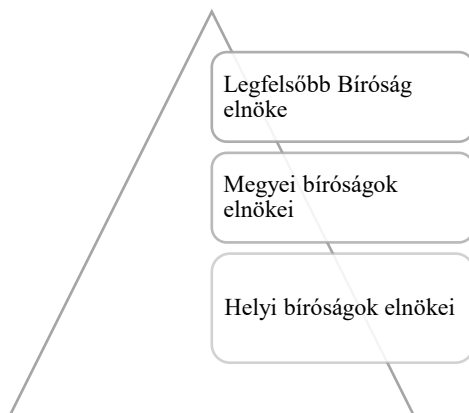 Legfelsőbb Bíróság
elnöke
Megyei bíróságok
elnökei
Helyi bíróságok elnökei